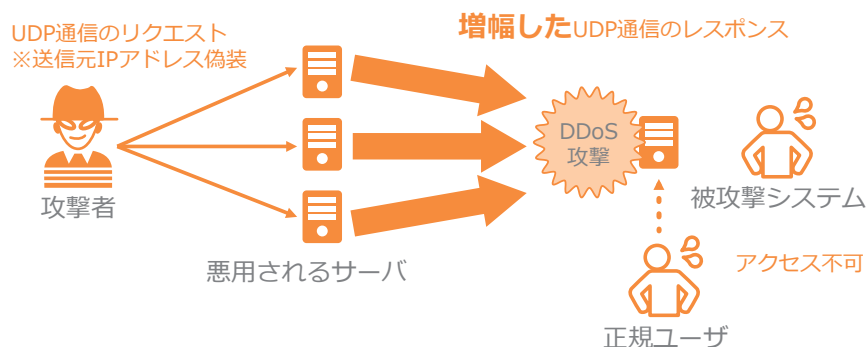 UDP通信のリクエスト
※送信元IPアドレス偽装
増幅したUDP通信のレスポンス
DDoS
攻撃
攻撃者
被攻撃システム
悪用されるサーバ
アクセス不可
正規ユーザ